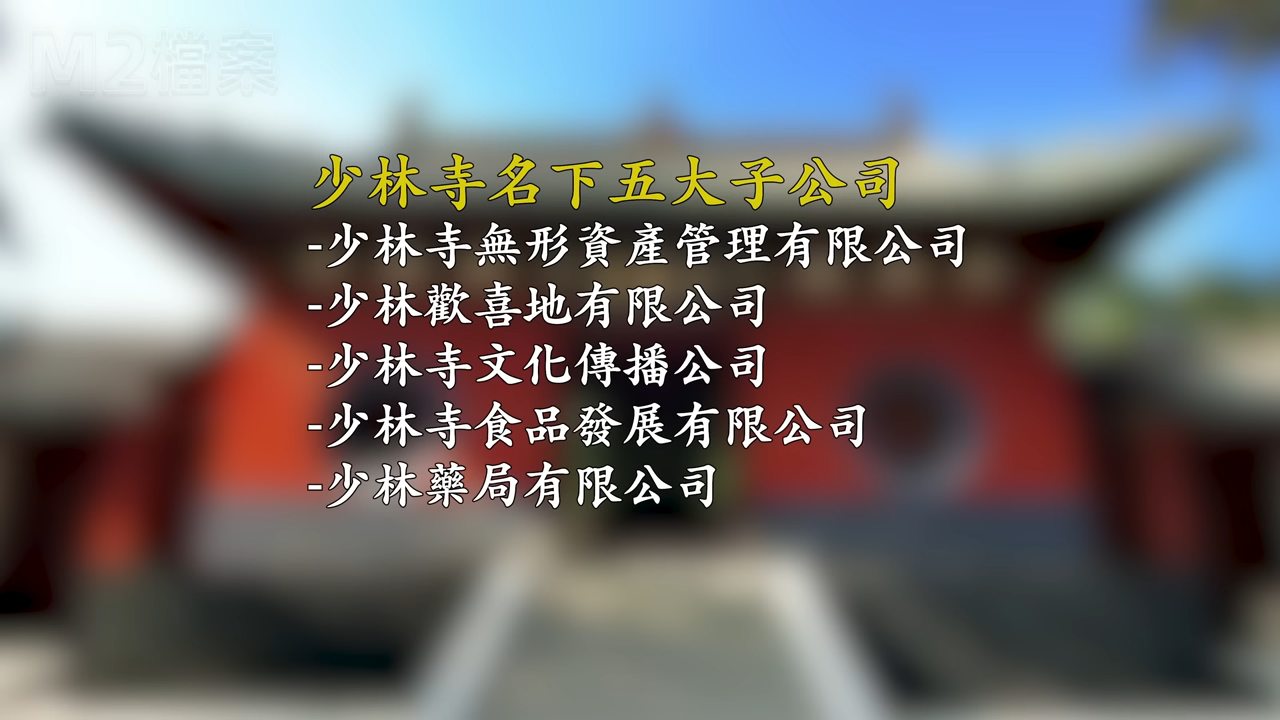 M2檔案
少林寺名下五大子公司
-少林寺無形資產管理有限公司
-少林歡喜地有限公司
-少林寺文化傳播公司
-少林寺食品發展有限公司
-少林藥局有限公司